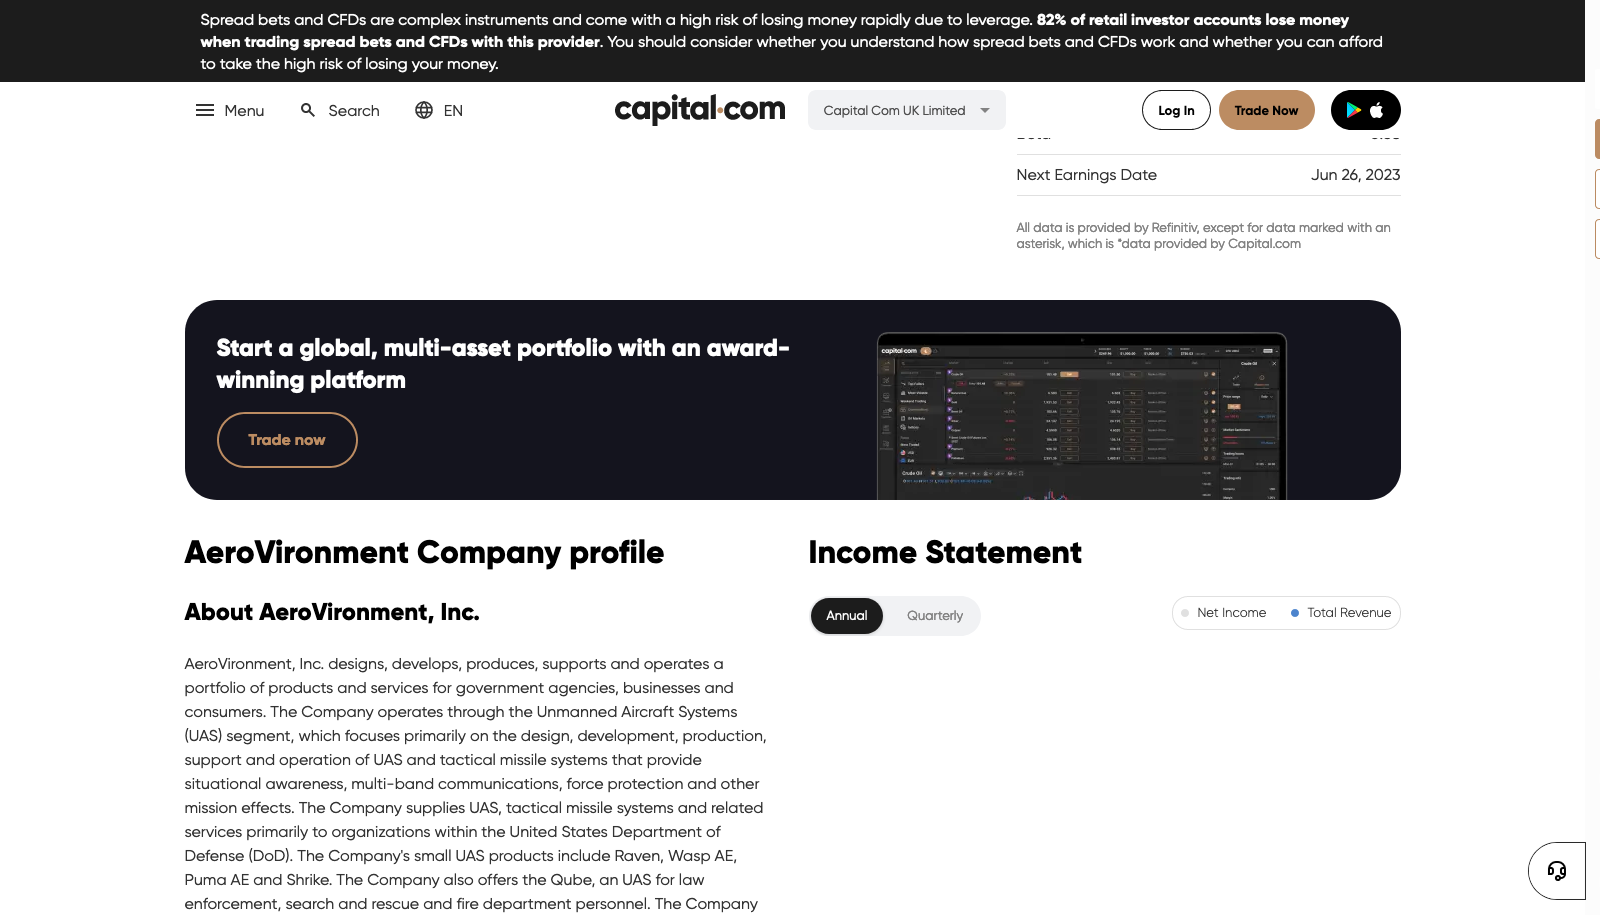 Spread bets and CFDs are complex instruments and come with a high risk of losing money rapidly due to leverage. 82% of retail investor accounts lose money
when trading spread bets and CFDs with this provider. You should consider whether you understand how spread bets and CFDs work and whether you can afford
to take the high risk of losing your money.
Menu Search EN capital.com Capital Com UK Limited Log In Trade Now
Next Earnings Date Jun 26, 2023
All data is provided by Refinitiv, except for data marked with an
asterisk, which is *data provided by Capital.com
Start a global, multi-asset portfolio with an award-
winning platform
Trade now
capital.com
Crude Oil
AeroVironment Company profile
Income Statement
About AeroVironment, Inc.
Annual Quarterly Net Income Total Revenue
AeroVironment, Inc. designs, develops, produces, supports and operates a
portfolio of products and services for government agencies, businesses and
consumers. The Company operates through the Unmanned Aircraft Systems
(UAS) segment, which focuses primarily on the design, development, production,
support and operation of UAS and tactical missile systems that provide
situational awareness, multi-band communications, force protection and other
mission effects. The Company supplies UAS, tactical missile systems and related
services primarily to organizations within the United States Department of
Defense (DoD). The Company's small UAS products include Raven, Wasp AE,
Puma AE and Shrike. The Company also offers the Qube, an UAS for law
enforcement, search and rescue and fire department personnel. The Company